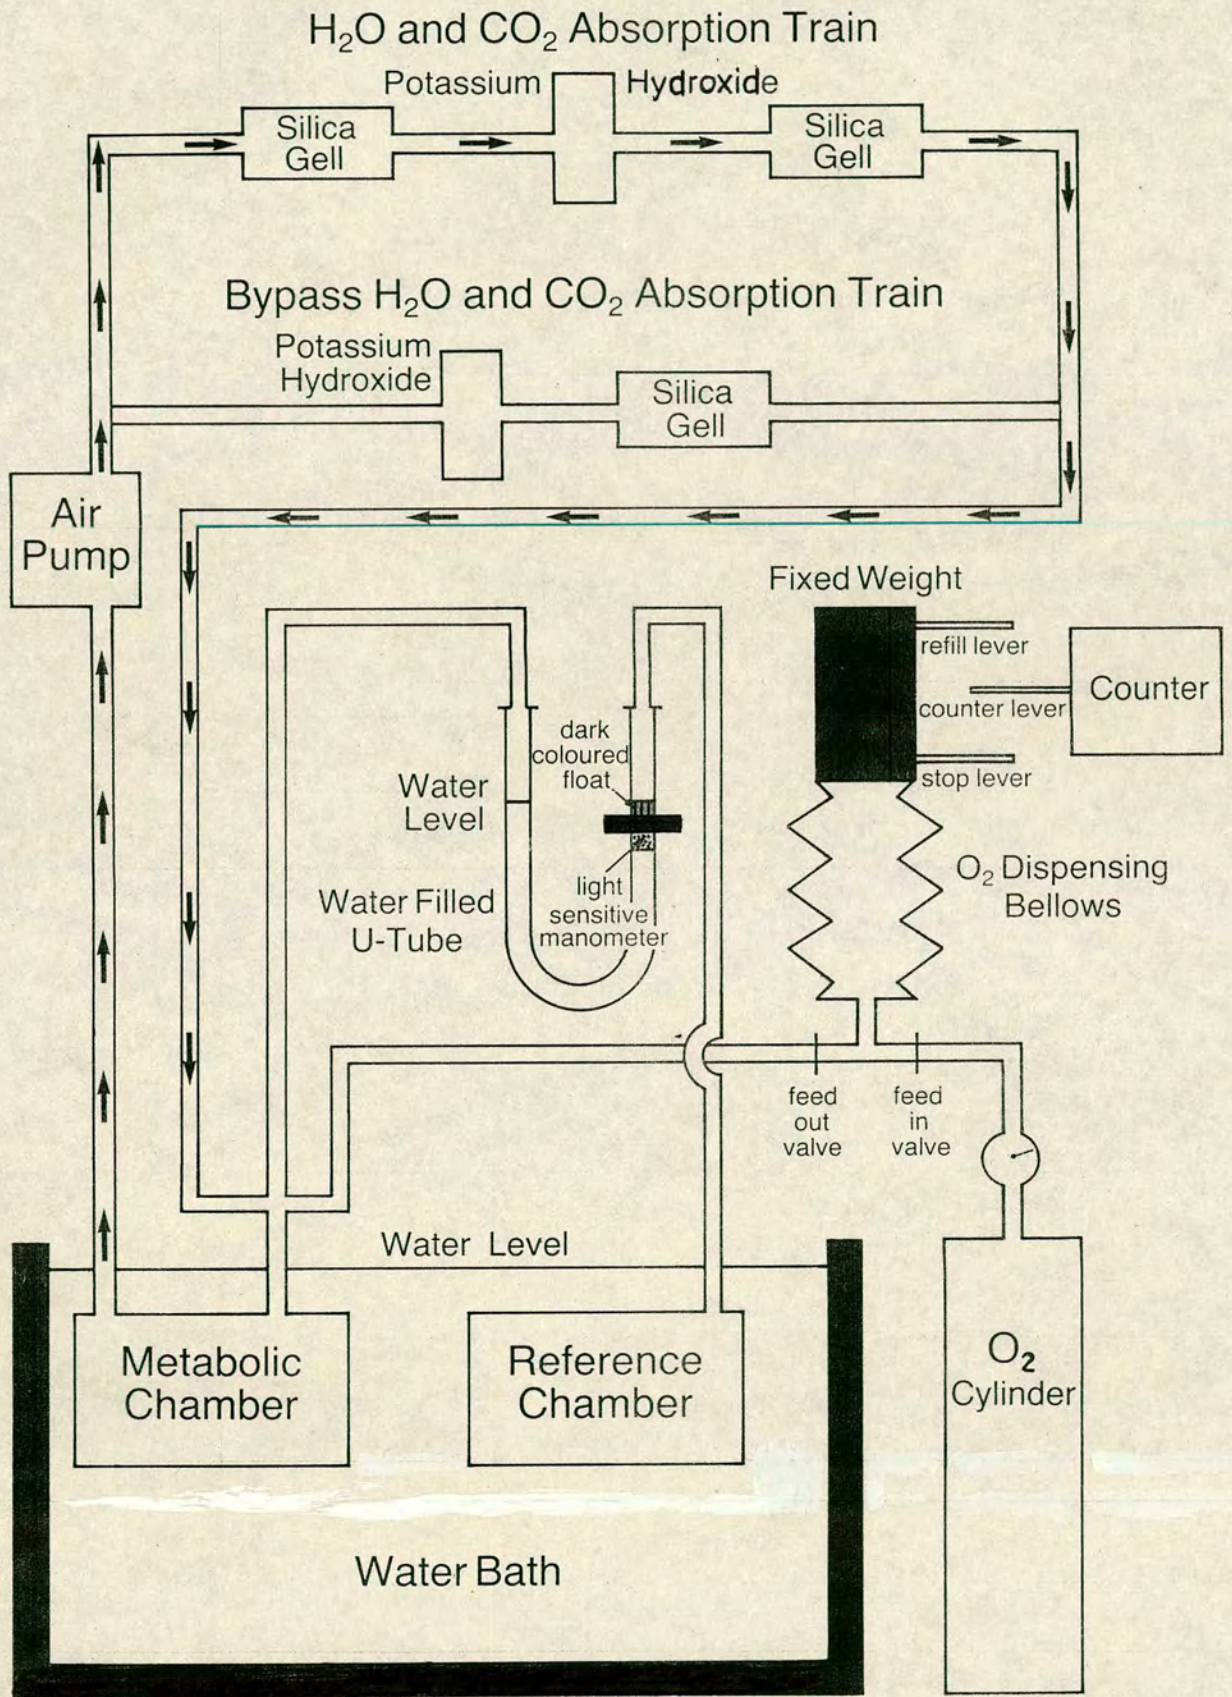 H₂O and CO₂ Absorption Train
Potassium Hydroxide
Silica
Gell
Silica
Gell
Bypass H₂O and CO₂ Absorption Train
Potassium
Hydroxide
Silica
Gell
Air
Pump
Fixed Weight
refill lever
Counter
counter lever
stop lever
dark
coloured
float
Water
Level
light
sensitive
manometer
Water Filled
U-Tube
O₂ Dispensing
Bellows
feed
out
valve
feed
in
valve
Water Level
Metabolic
Chamber
Reference
Chamber
O₂
Cylinder
Water Bath